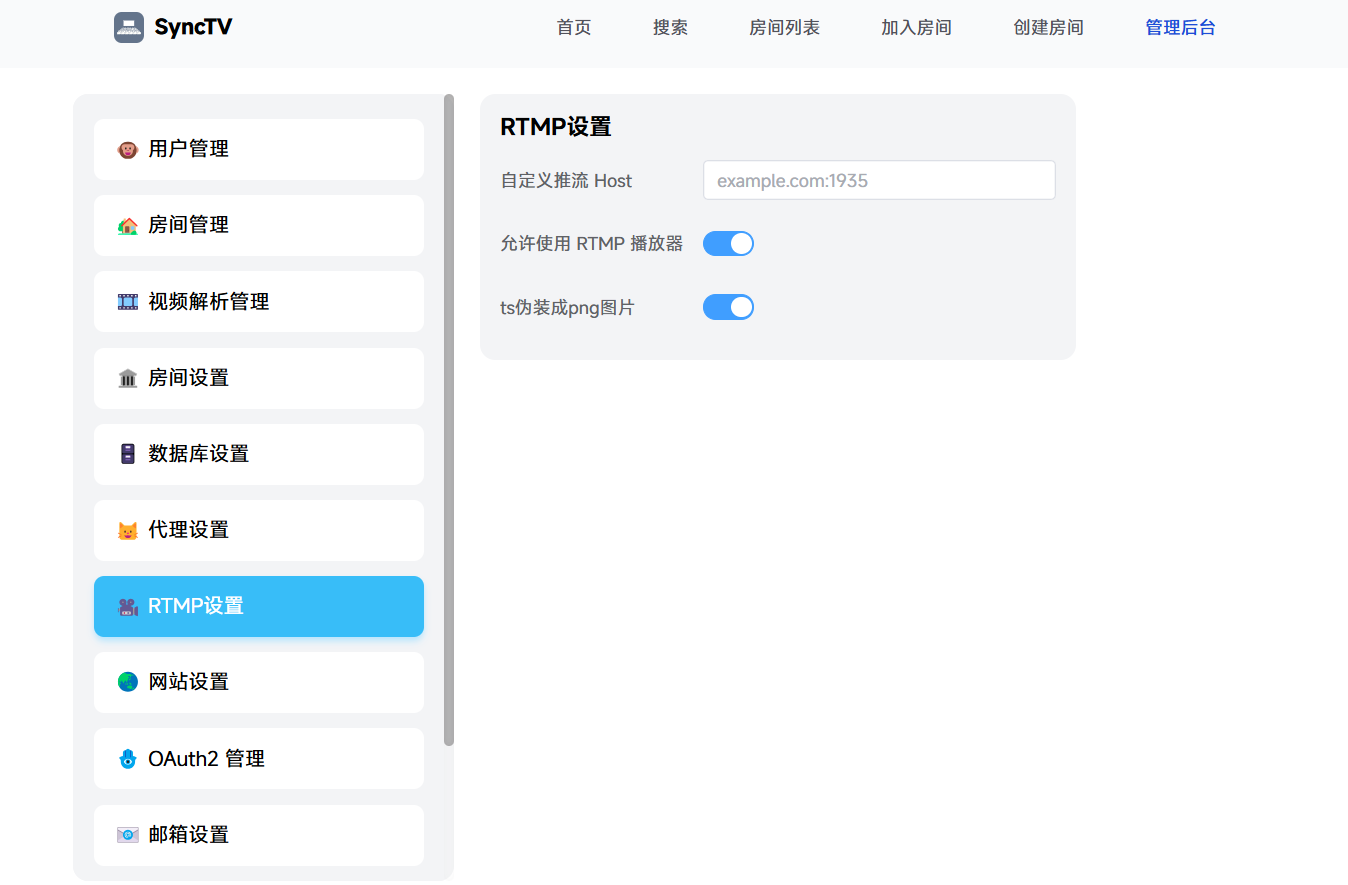 SyncTV
首页 搜索 房间列表 加入房间 创建房间 管理后台
用户管理
房间管理
视频解析管理
房间设置
数据库设置
代理设置
RTMP设置
网站设置
OAuth2 管理
邮箱设置
RTMP设置
自定义推流 Host example.com:1935
允许使用 RTMP 播放器
ts伪装成png图片